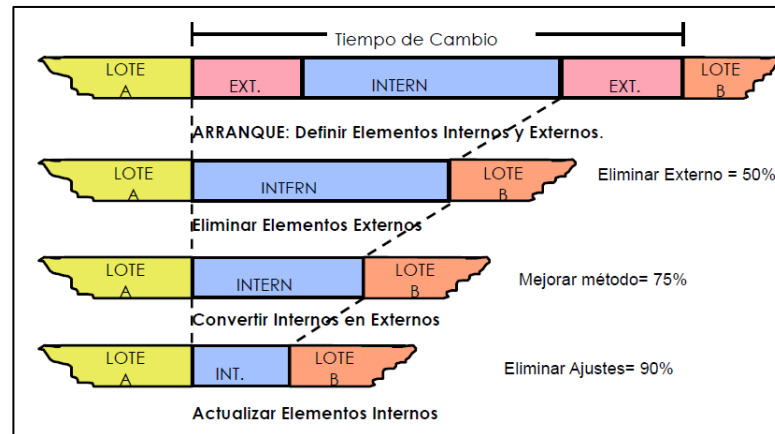 Tiempo de Cambio
LOTE A
EXT.
INTERN
EXT.
LOTE B
ARRANQUE: Definir Elementos Internos y Externos.
LOTE A
INTFRN
LOTE B
Eliminar Externo = 50%
Eliminar Elementos Externos
LOTE A
INTERN
LOTE B
Mejorar método= 75%
Convertir Internos en Externos
LOTE A
INT.
LOTE B
Eliminar Ajustes= 90%
Actualizar Elementos Internos